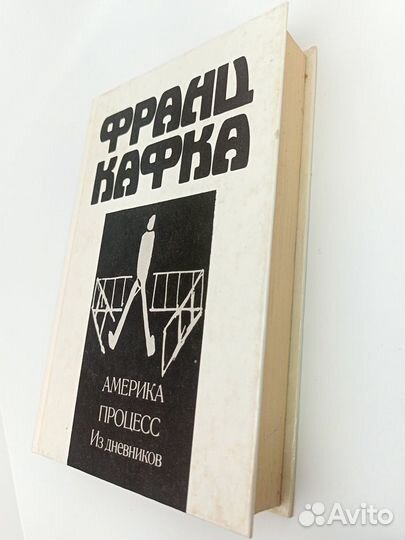 ФРАНЦ
КАФКА
АМЕРИКА
ПРОЦЕСС
Из дневников
Avito